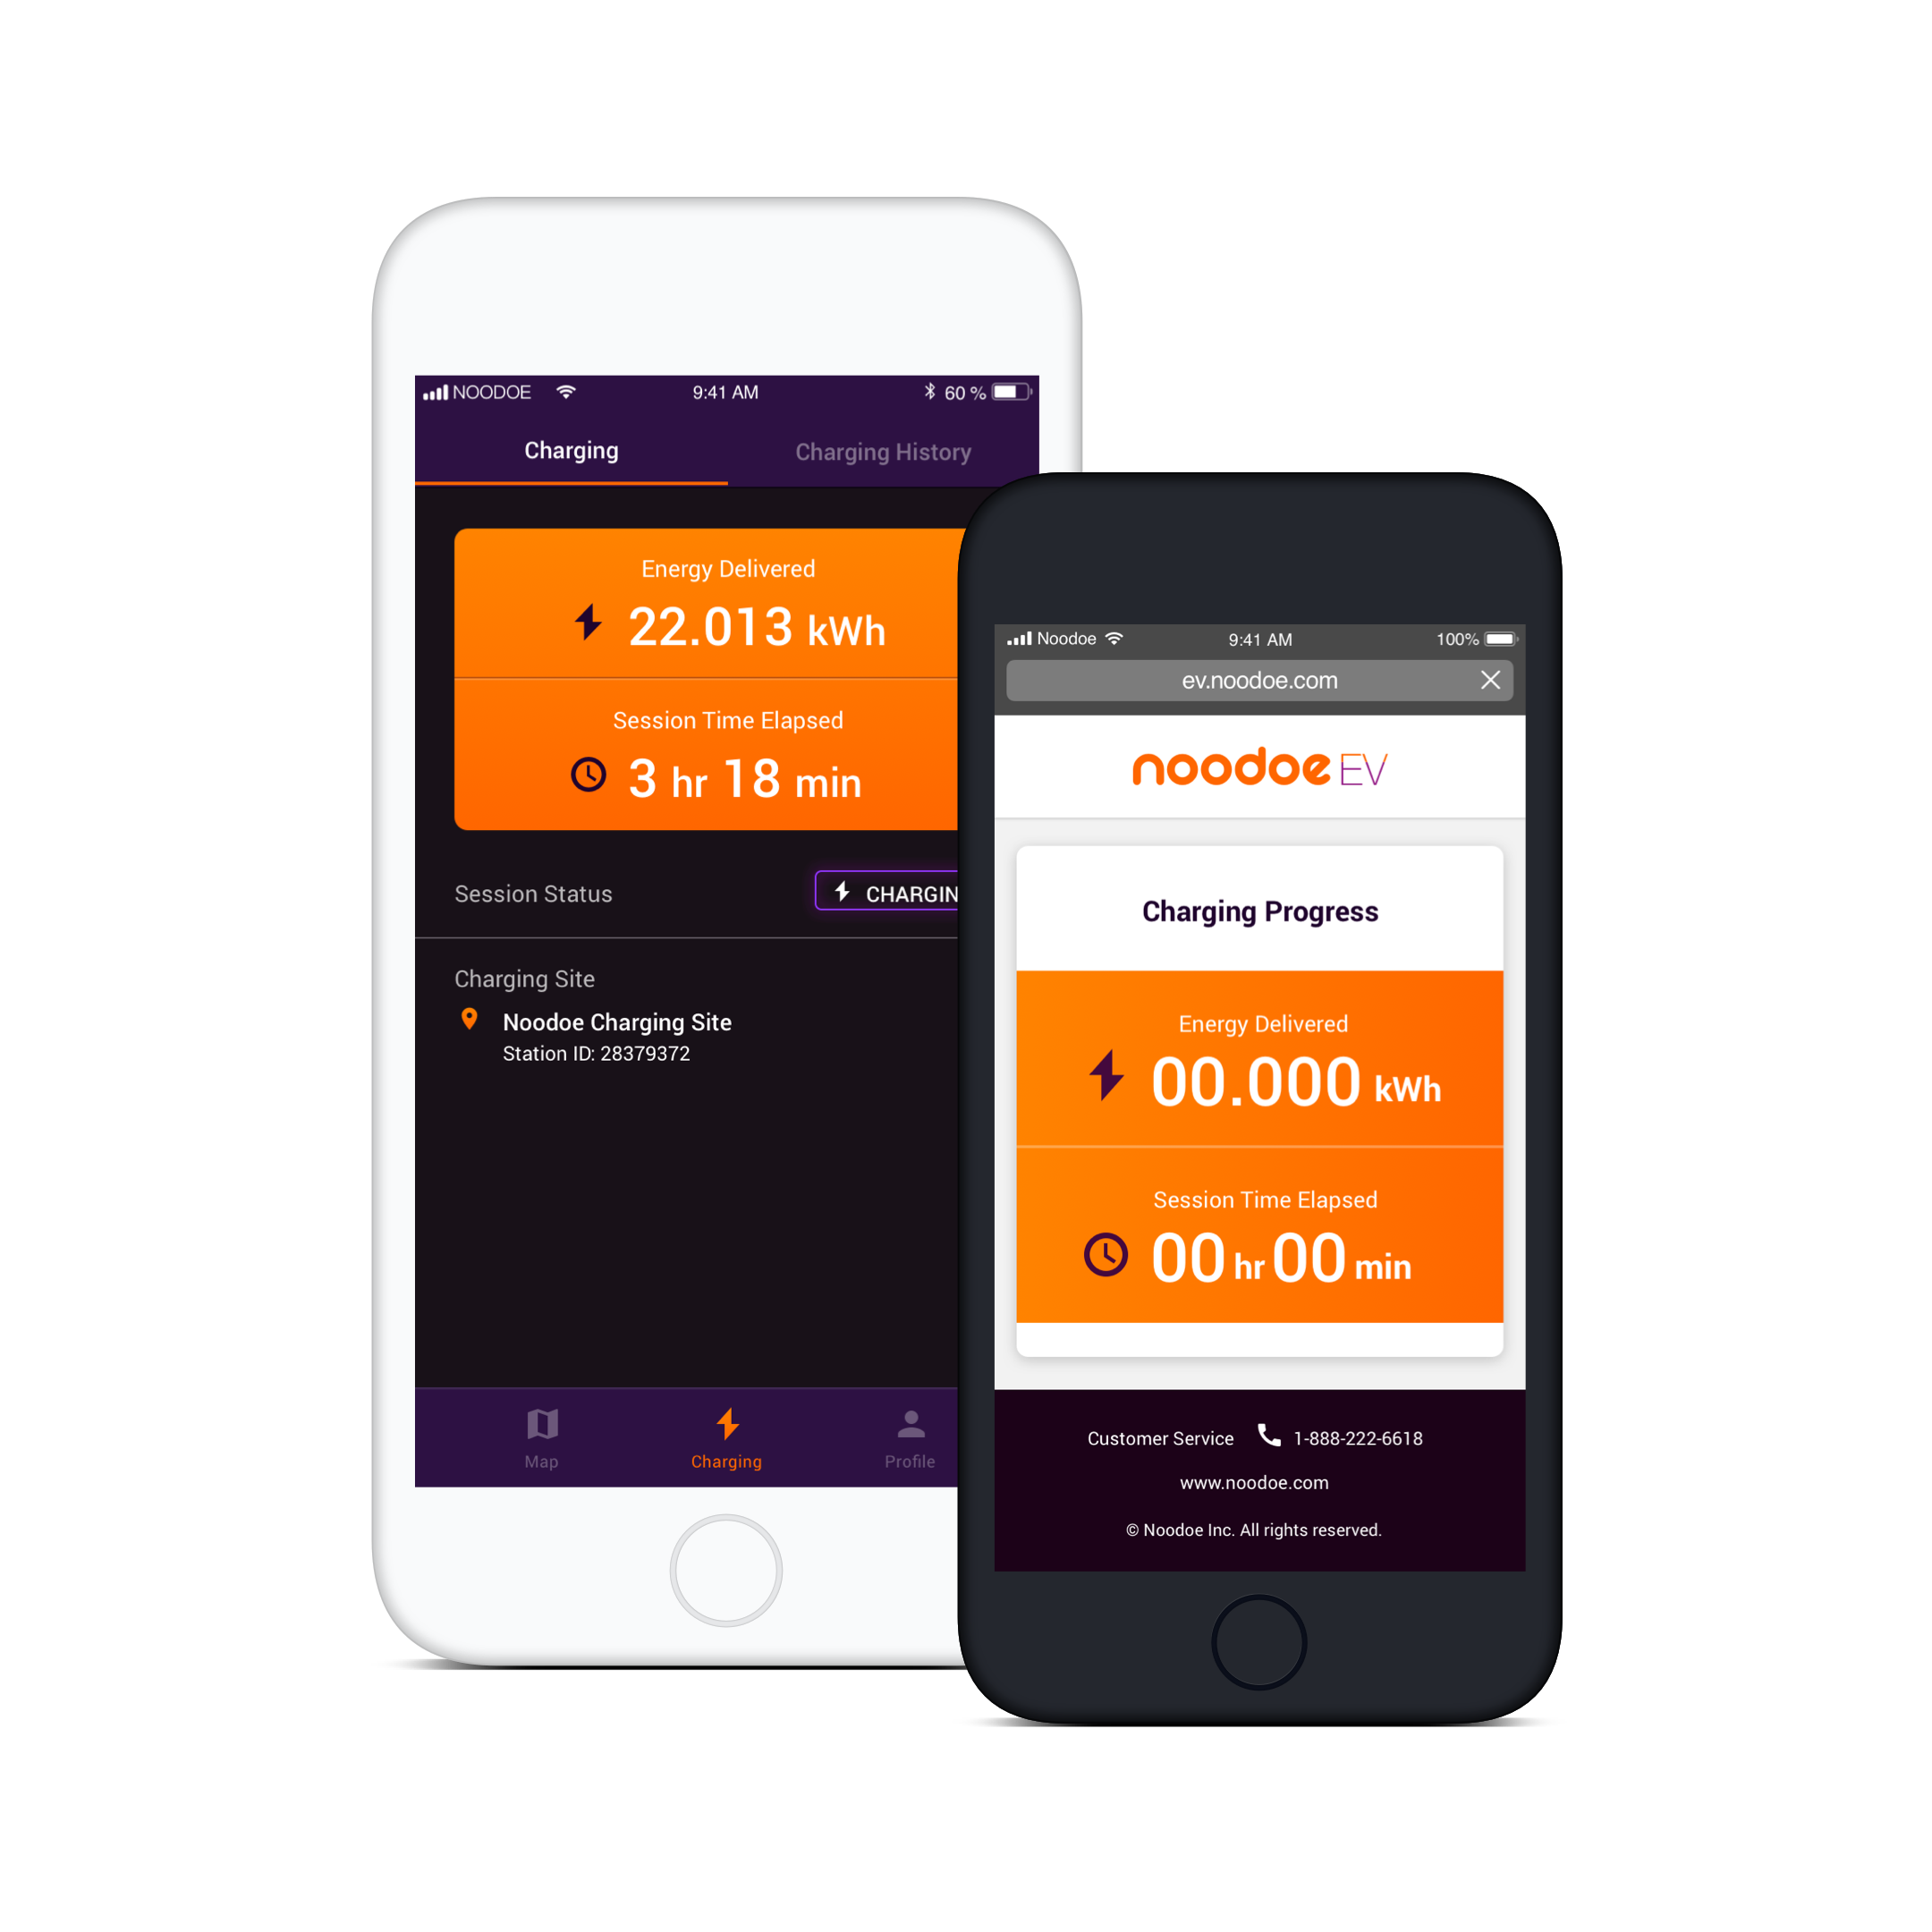 NOODOE 9:41 AM 60 %
Charging Charging History
Energy Delivered
22.013 kWh
Session Time Elapsed
3 hr 18 min
Session Status CHARGIN
Charging Site
Noodoe Charging Site
Station ID: 28379372
Map Charging Profile
Noodoe 9:41 AM 100%
ev.noodoe.com
noodoe EV
Charging Progress
Energy Delivered
00.000 kWh
Session Time Elapsed
00 hr 00 min
Customer Service 1-888-222-6618
www.noodoe.com
© Noodoe Inc. All rights reserved.